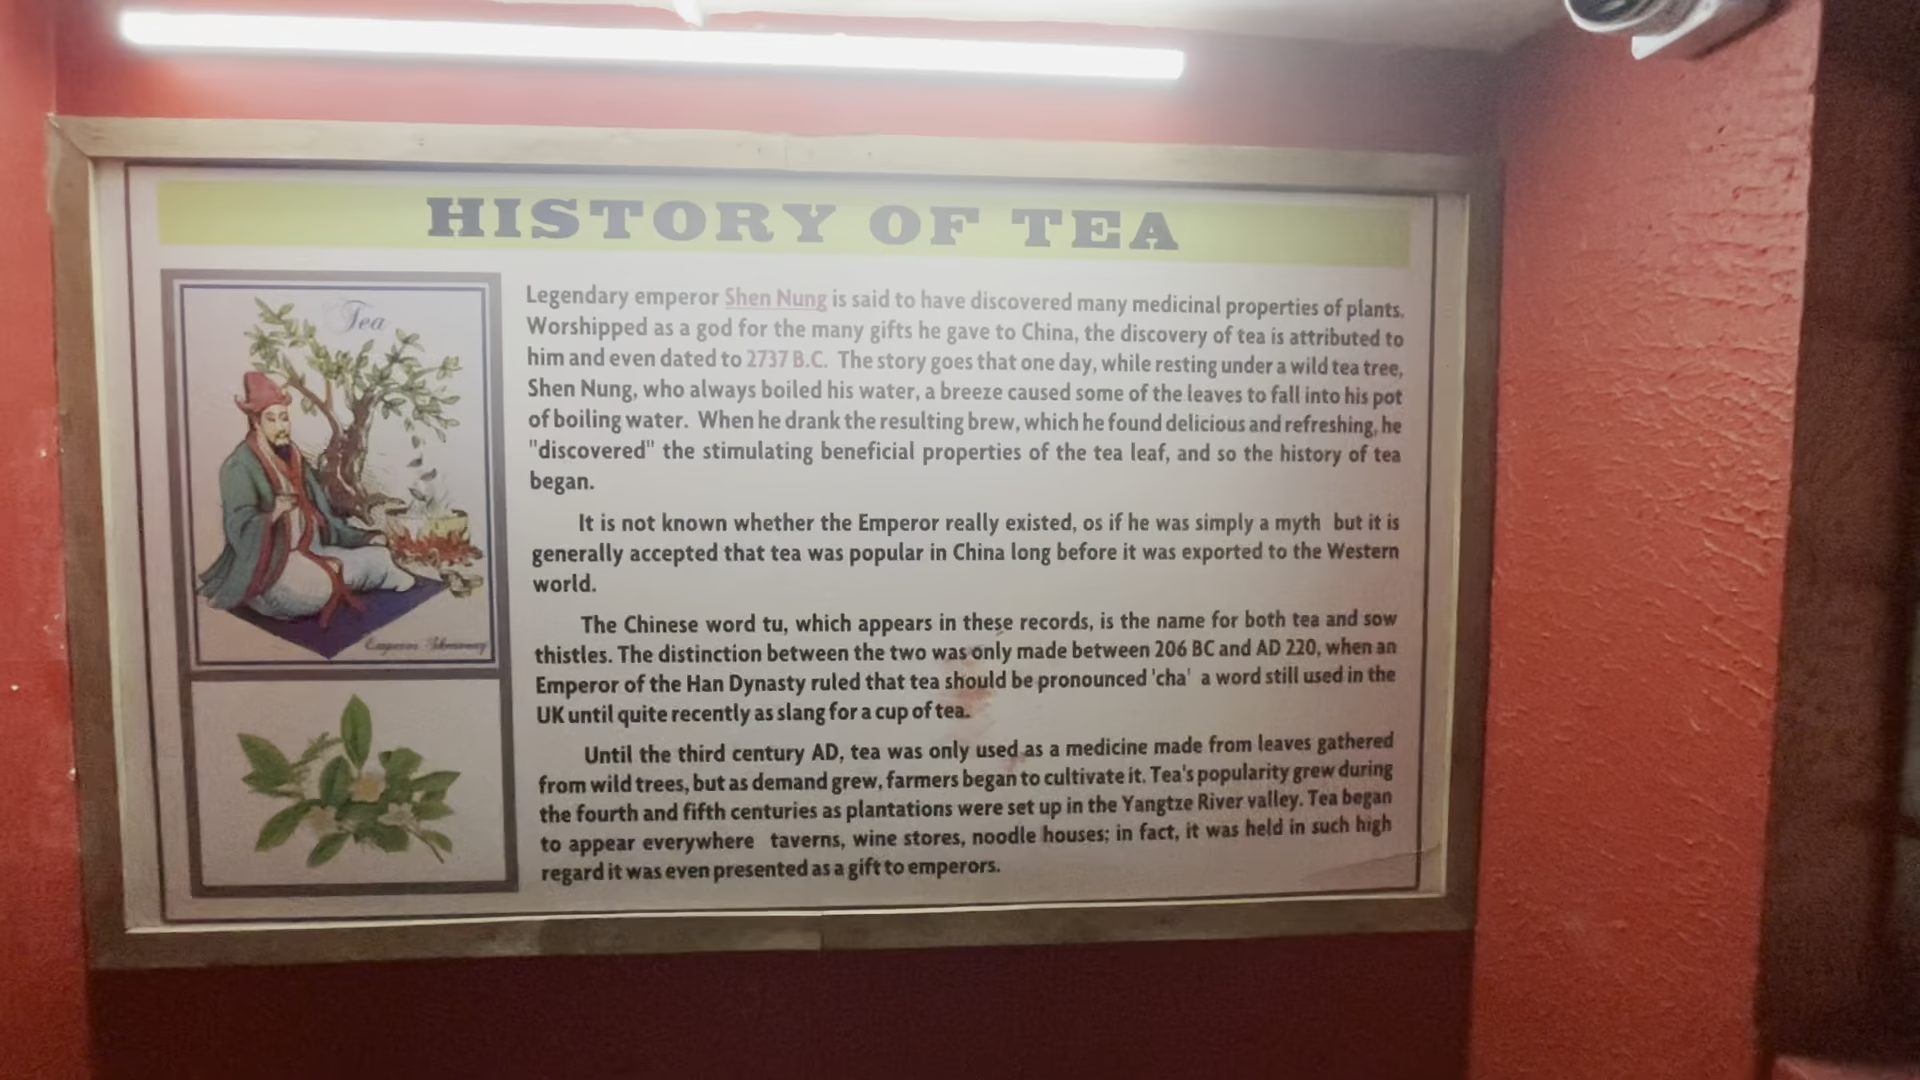 HISTORY OF TEA
Tea
Legendary emperor Shen Nung is said to have discovered many medicinal properties of plants.
Worshipped as a god for the many gifts he gave to China, the discovery of tea is attributed to
him and even dated to 2737 B.C. The story goes that one day, while resting under a wild tea tree,
Shen Nung, who always boiled his water, a breeze caused some of the leaves to fall into his pot
of boiling water. When he drank the resulting brew, which he found delicious and refreshing, he
"discovered" the stimulating beneficial properties of the tea leaf, and so the history of tea
began.
It is not known whether the Emperor really existed, os if he was simply a myth but it is
generally accepted that tea was popular in China long before it was exported to the Western
world.
The Chinese word tu, which appears in these records, is the name for both tea and sow
thistles. The distinction between the two was only made between 206 BC and AD 220, when an
Emperor of the Han Dynasty ruled that tea should be pronounced 'cha' a word still used in the
UK until quite recently as slang for a cup of tea.
Until the third century AD, tea was only used as a medicine made from leaves gathered
from wild trees, but as demand grew, farmers began to cultivate it. Tea's popularity grew during
the fourth and fifth centuries as plantations were set up in the Yangtze River valley. Tea began
to appear everywhere taverns, wine stores, noodle houses; in fact, it was held in such high
regard it was even presented as a gift to emperors.